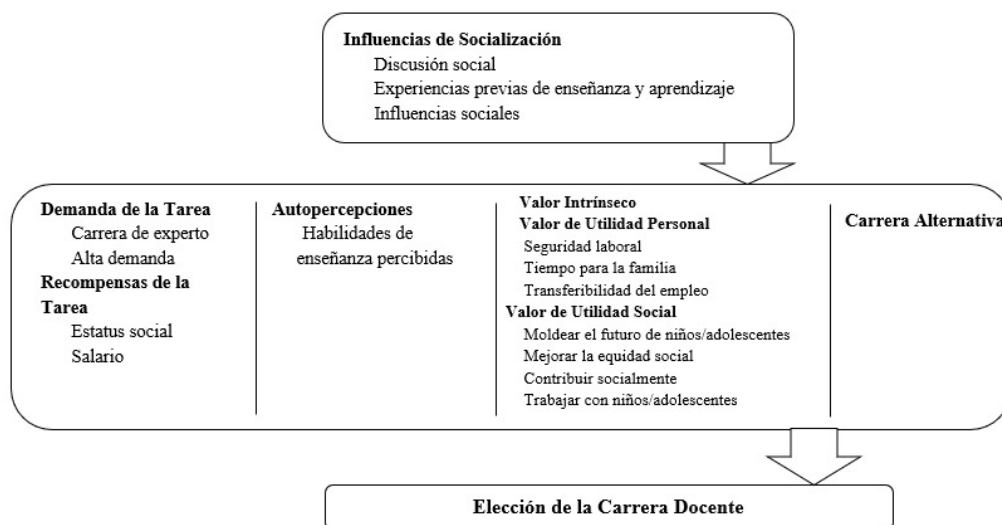 Influencias de Socialización
Discusión social
Experiencias previas de enseñanza y aprendizaje
Influencias sociales
Demanda de la Tarea
Carrera de experto
Alta demanda
Recompensas de la
Tarea
Estatus social
Salario
Autopercepciones
Habilidades de
enseñanza percibidas
Valor Intrínseco
Valor de Utilidad Personal
Seguridad laboral
Tiempo para la familia
Transferibilidad del empleo
Valor de Utilidad Social
Moldear el futuro de niños/adolescentes
Mejorar la equidad social
Contribuir socialmente
Trabajar con niños/adolescentes
Carrera Alternativa
Elección de la Carrera Docente